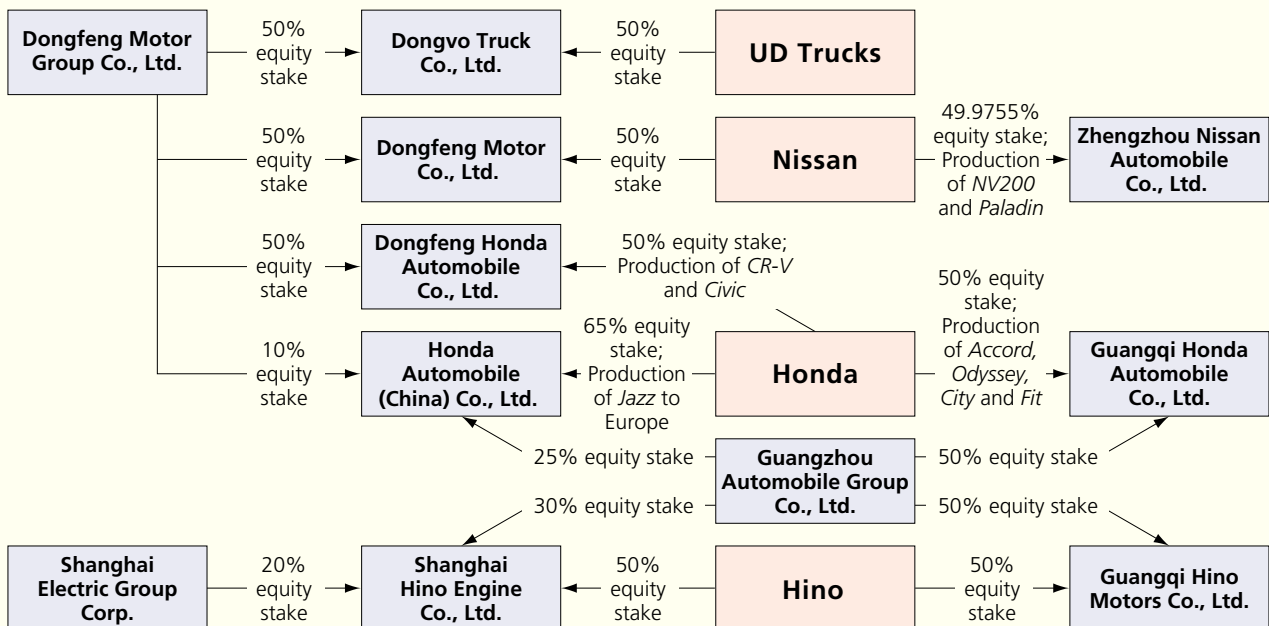 Dongfeng Motor
Group Co., Ltd.
50%
equity
stake
Dongvo Truck
Co., Ltd.
50%
equity
stake
UD Trucks
50%
equity
stake
Dongfeng Motor
Co., Ltd.
50%
equity
stake
Nissan
49.9755%
equity stake;
Production
of NV200
and Paladin
Zhengzhou Nissan
Automobile
Co., Ltd.
50%
equity
stake
Dongfeng Honda
Automobile
Co., Ltd.
50% equity stake;
Production of CR-V
and Civic
10%
equity
stake
Honda
Automobile
(China) Co., Ltd.
65% equity
stake;
Production
of Jazz to
Europe
Honda
50% equity
stake;
Production
of Accord,
Odyssey,
City and Fit
Guangqi Honda
Automobile
Co., Ltd.
25% equity stake
Guangzhou
Automobile Group
Co., Ltd.
50% equity stake
30% equity stake
50% equity stake
Shanghai
Electric Group
Corp.
20%
equity
stake
Shanghai
Hino Engine
Co., Ltd.
50%
equity
stake
Hino
50%
equity
stake
Guangqi Hino
Motors Co., Ltd.